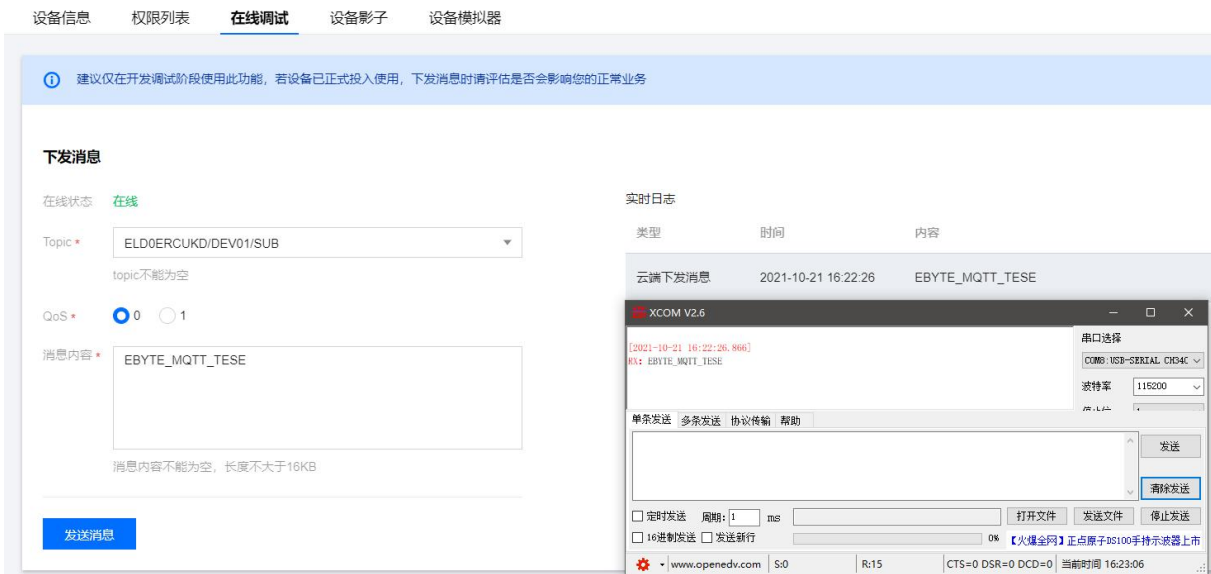 设备信息 权限列表 在线调试 设备影子 设备模拟器
建议仅在开发调试阶段使用此功能，若设备已正式投入使用，下发消息时请评估是否会影响您的正常业务
下发消息
在线状态 在线
Topic * ELD0ERCUKD/DEV01/SUB
topic不能为空
QoS * 0 1
消息内容 * EBYTE_MQTT_TESE
消息内容不能为空，长度不大于16KB
发送消息
实时日志
类型 时间 内容
云端下发消息 2021-10-21 16:22:26 EBYTE_MQTT_TESE
XCOM V2.6
[2021-10-21 16:22:26.866]
RX: EBYTE_MQTT_TESE
串口选择
COM8:USB-SERIAL CH34C
波特率 115200
单条发送 多条发送 协议传输 帮助
发送
清除发送
定时发送 周期: 1 ms 打开文件 发送文件 停止发送
16进制发送 发送新行 0% 【火爆全网】正点原子DS100手持示波器上市
www.openedv.com S:0 R:15 CTS=0 DSR=0 DCD=0 当前时间 16:23:06